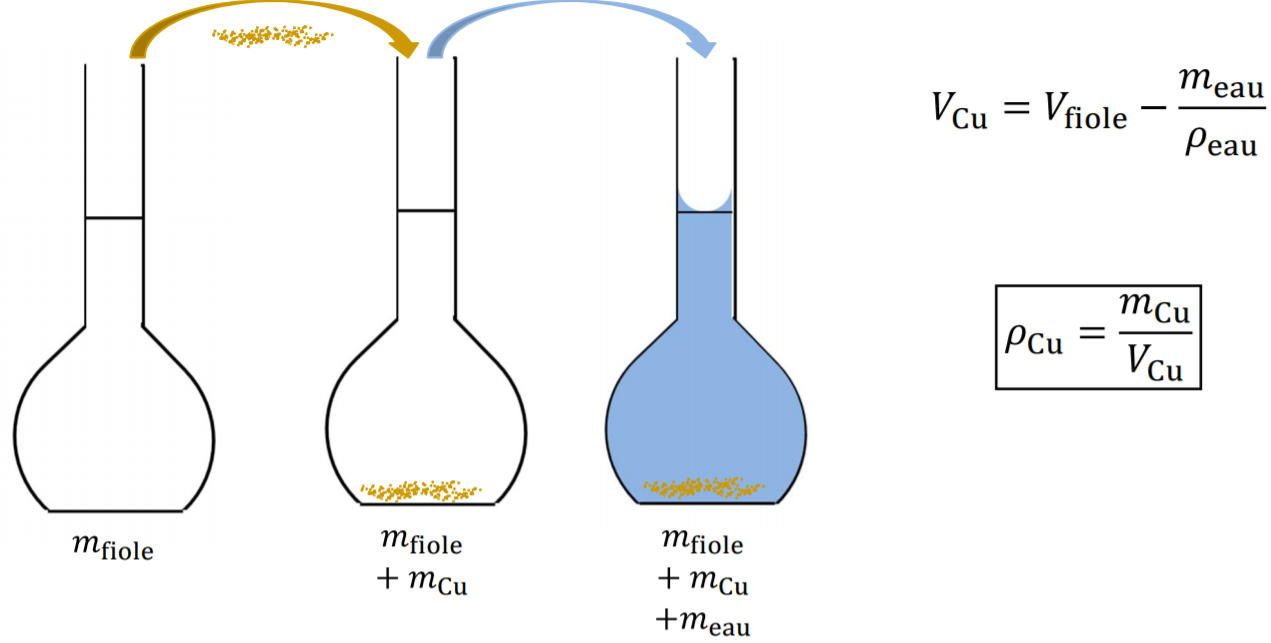 V_Cu = V_fiole − m_eau / ρ_eau
ρ_Cu = m_Cu / V_Cu
m_fiole
m_fiole
+ m_Cu
m_fiole
+ m_Cu
+m_eau